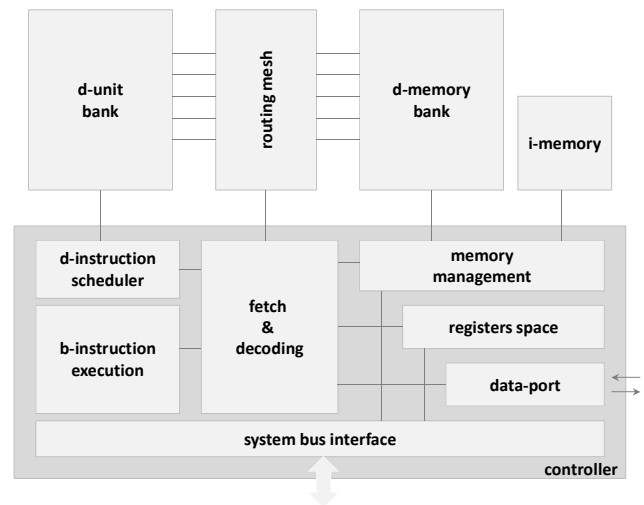 d-unit
bank
routing mesh
d-memory
bank
i-memory
d-instruction
scheduler
fetch
&
decoding
memory
management
b-instruction
execution
registers space
data-port
system bus interface
controller